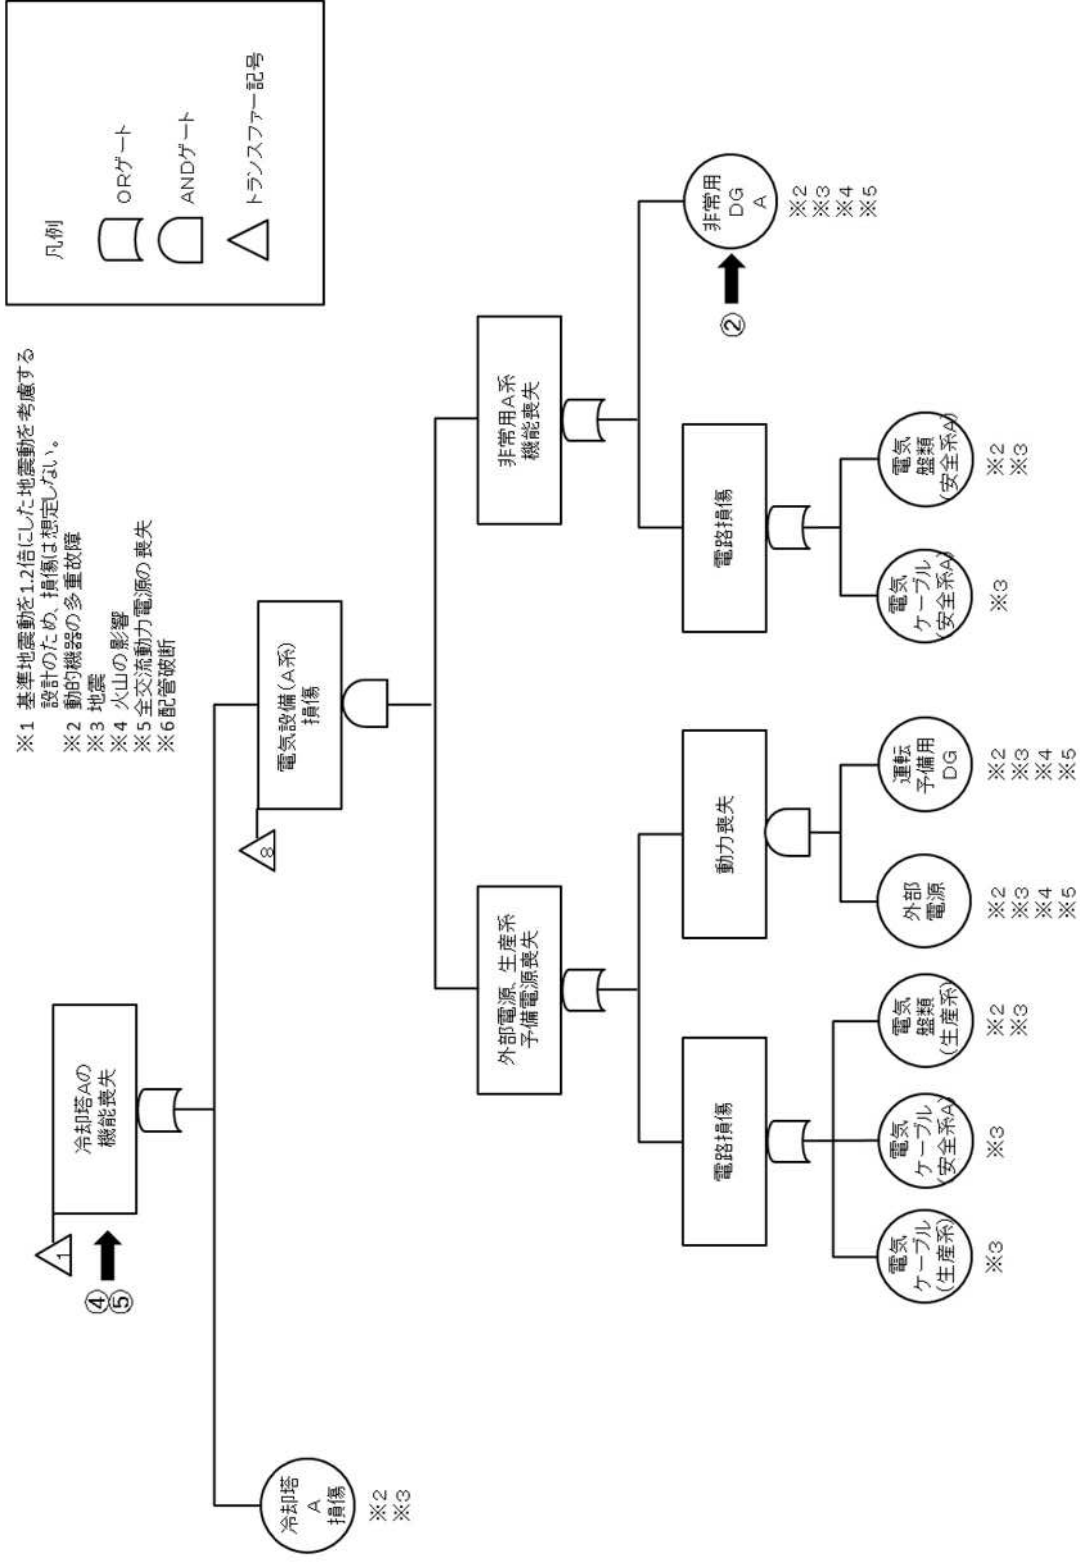 ※1 基準地震動を1.2倍にした地震動を考慮する
設計のため、損傷は想定しない。
※2 動的機器の多重故障
※3 地震
※4 火山の影響
※5 全交流動力電源の喪失
※6 配管破断
凡例
ORゲート
ANDゲート
トランスファー記号
1
④
⑤
冷却塔Aの
機能喪失
冷却塔
A
損傷
※2
※3
8
電気設備(A系)
損傷
外部電源、生産系
予備電源喪失
非常用A系
機能喪失
電路損傷
動力喪失
電路損傷
②
非常用
DG
A
※2
※3
※4
※5
電気
ケーブル
(生産系)
※3
電気
ケーブル
(安全系A)
※3
電気
盤類
(生産系)
※2
※3
外部
電源
※2
※3
※4
※5
運転
予備用
DG
※2
※3
※4
※5
電気
ケーブル
(安全系A)
※3
電気
盤類
(安全系A)
※2
※3